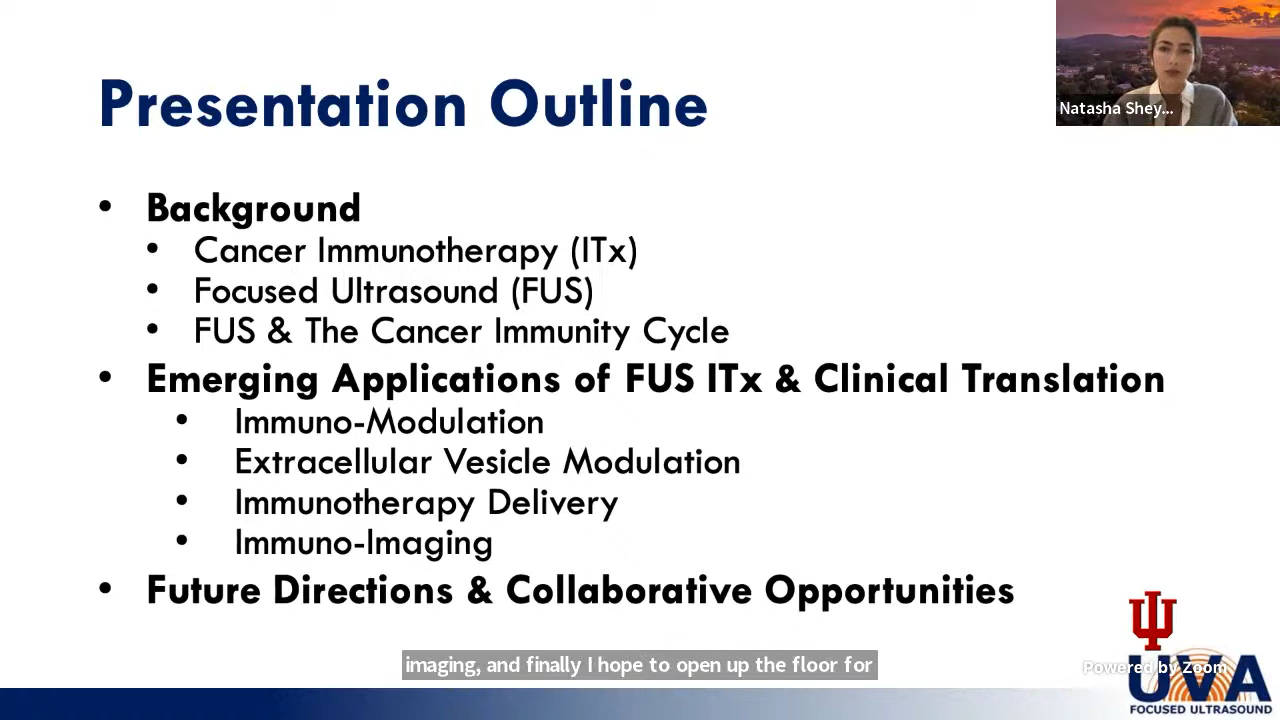 Presentation Outline
Natasha Shey...
• Background
• Cancer Immunotherapy (ITx)
• Focused Ultrasound (FUS)
• FUS & The Cancer Immunity Cycle
• Emerging Applications of FUS ITx & Clinical Translation
• Immuno-Modulation
• Extracellular Vesicle Modulation
• Immunotherapy Delivery
• Immuno-Imaging
• Future Directions & Collaborative Opportunities
imaging, and finally I hope to open up the floor for
Powered by Zoom
UVA
FOCUSED ULTRASOUND